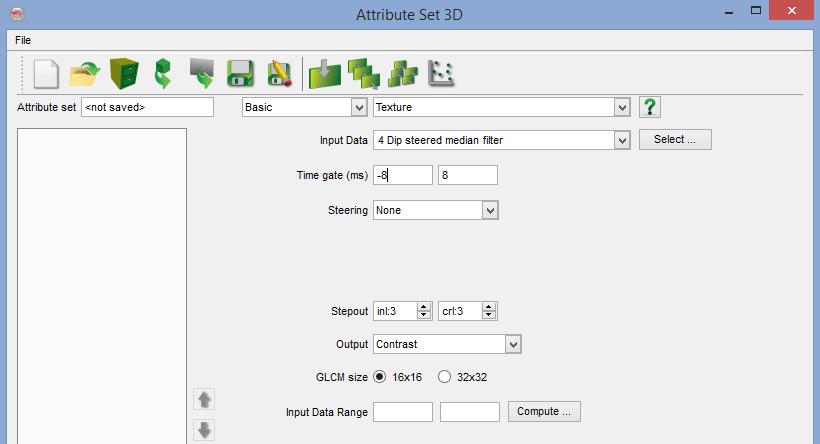 Attribute Set 3D
File
Attribute set <not saved> Basic Texture ?
Input Data 4 Dip steered median filter Select ...
Time gate (ms) -8 8
Steering None
Stepout inl:3 crl:3
Output Contrast
GLCM size 16x16 32x32
Input Data Range Compute ...